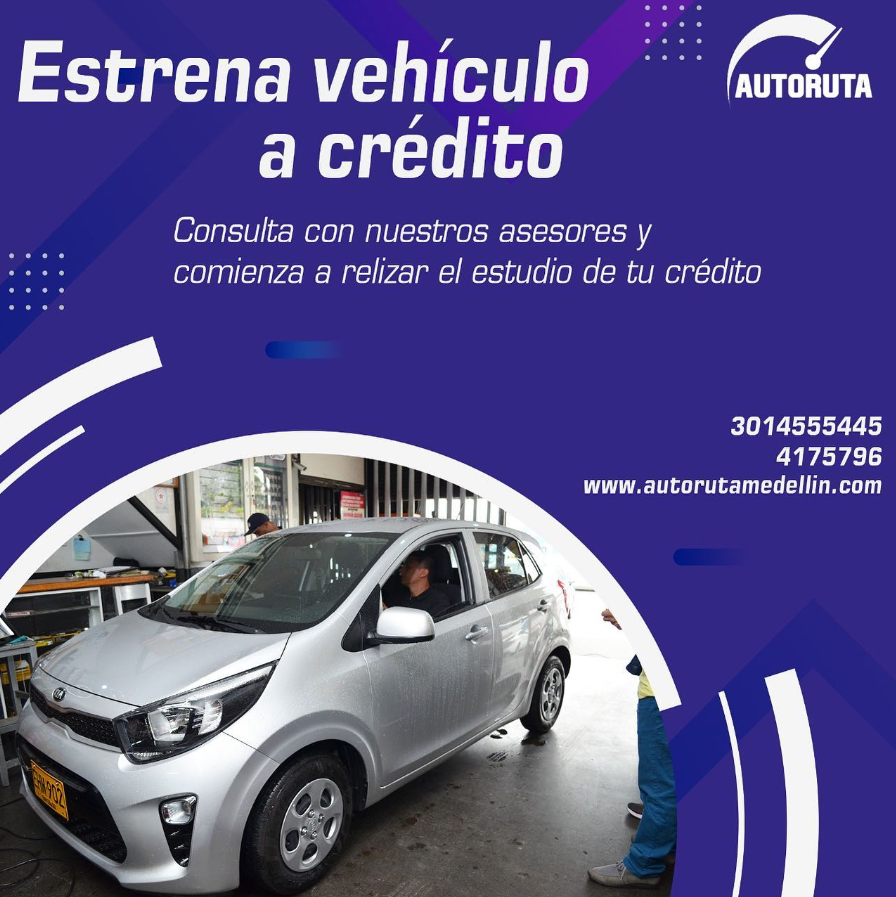 Estrena vehículo
a crédito
AUTORUTA
Consulta con nuestros asesores y
comienza a relizar el estudio de tu crédito
3014555445
4175796
www.autorutamedellin.com
KIA